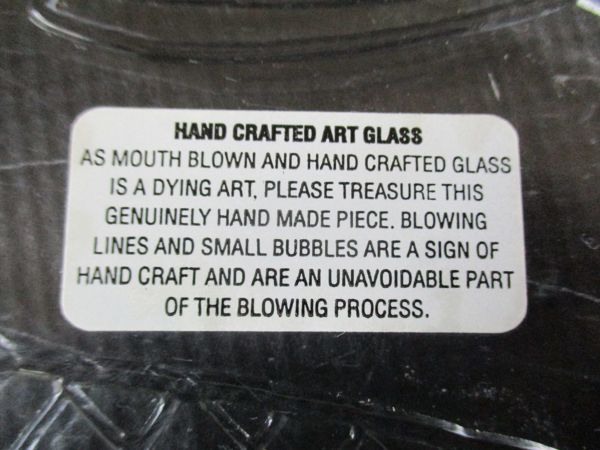 HAND CRAFTED ART GLASS
AS MOUTH BLOWN AND HAND CRAFTED GLASS
IS A DYING ART, PLEASE TREASURE THIS
GENUINELY HAND MADE PIECE. BLOWING
LINES AND SMALL BUBBLES ARE A SIGN OF
HAND CRAFT AND ARE AN UNAVOIDABLE PART
OF THE BLOWING PROCESS.